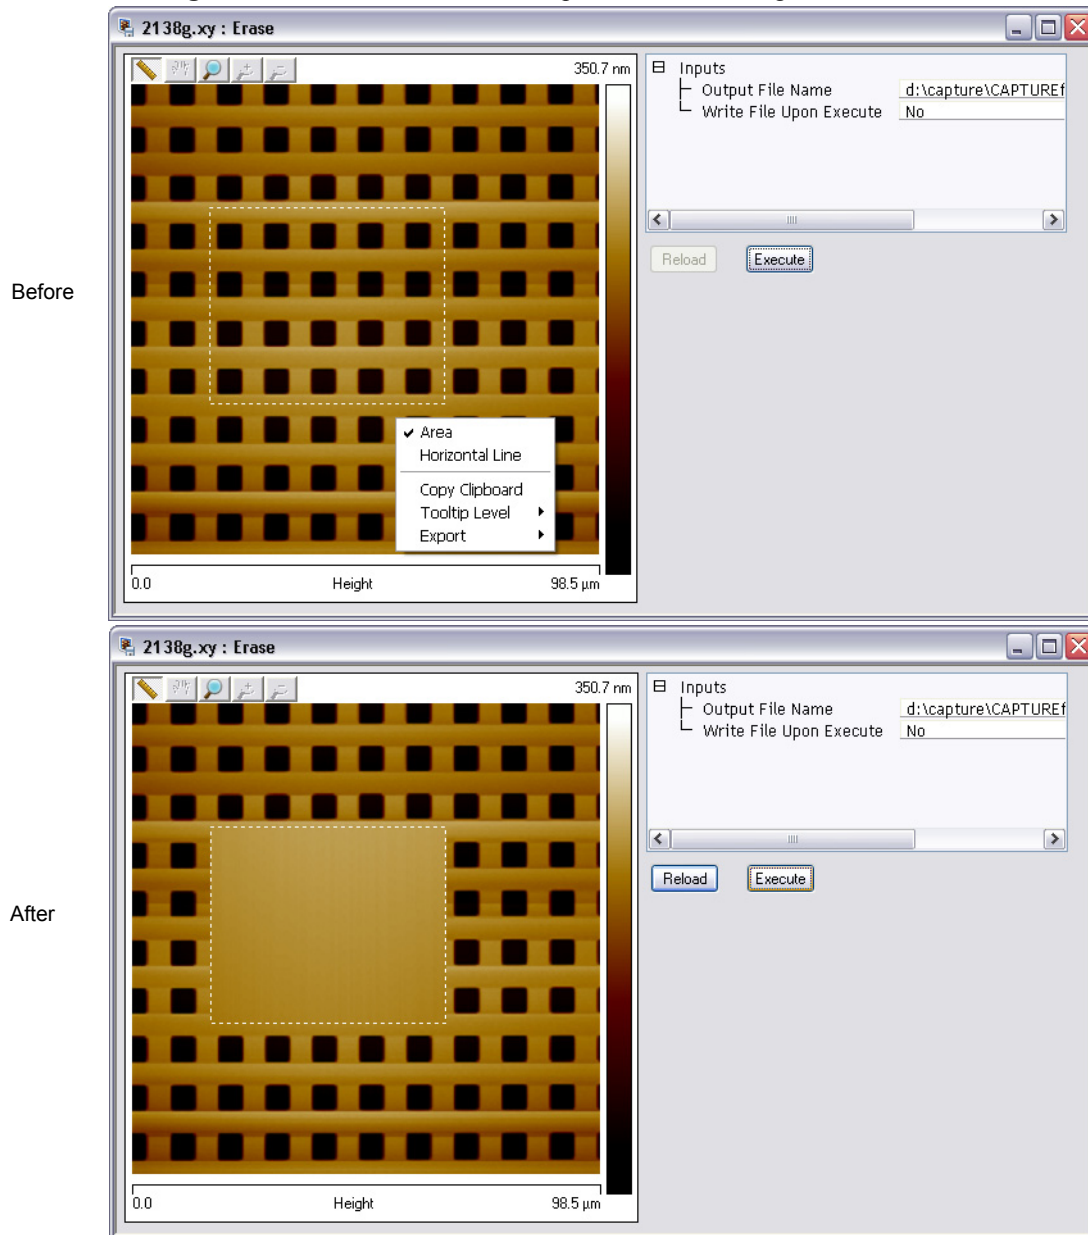 2138g.xy : Erase
350.7 nm
Inputs
Output File Name d:\capture\CAPTUREf
Write File Upon Execute No
Reload Execute
Before
Area
Horizontal Line
Copy Clipboard
Tooltip Level
Export
0.0 Height 98.5 µm
2138g.xy : Erase
350.7 nm
Inputs
Output File Name d:\capture\CAPTUREf
Write File Upon Execute No
Reload Execute
After
0.0 Height 98.5 µm